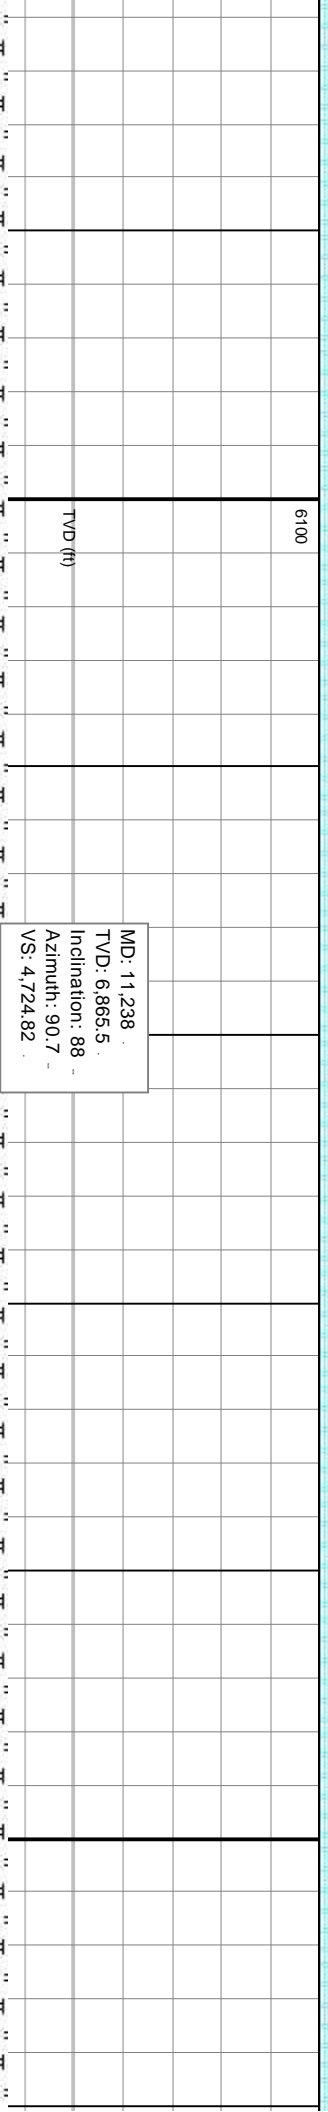 6100
TVD (ft)
MD: 11,238
TVD: 6,865.5
Inclination: 88
Azimuth: 90.7
VS: 4,724.82